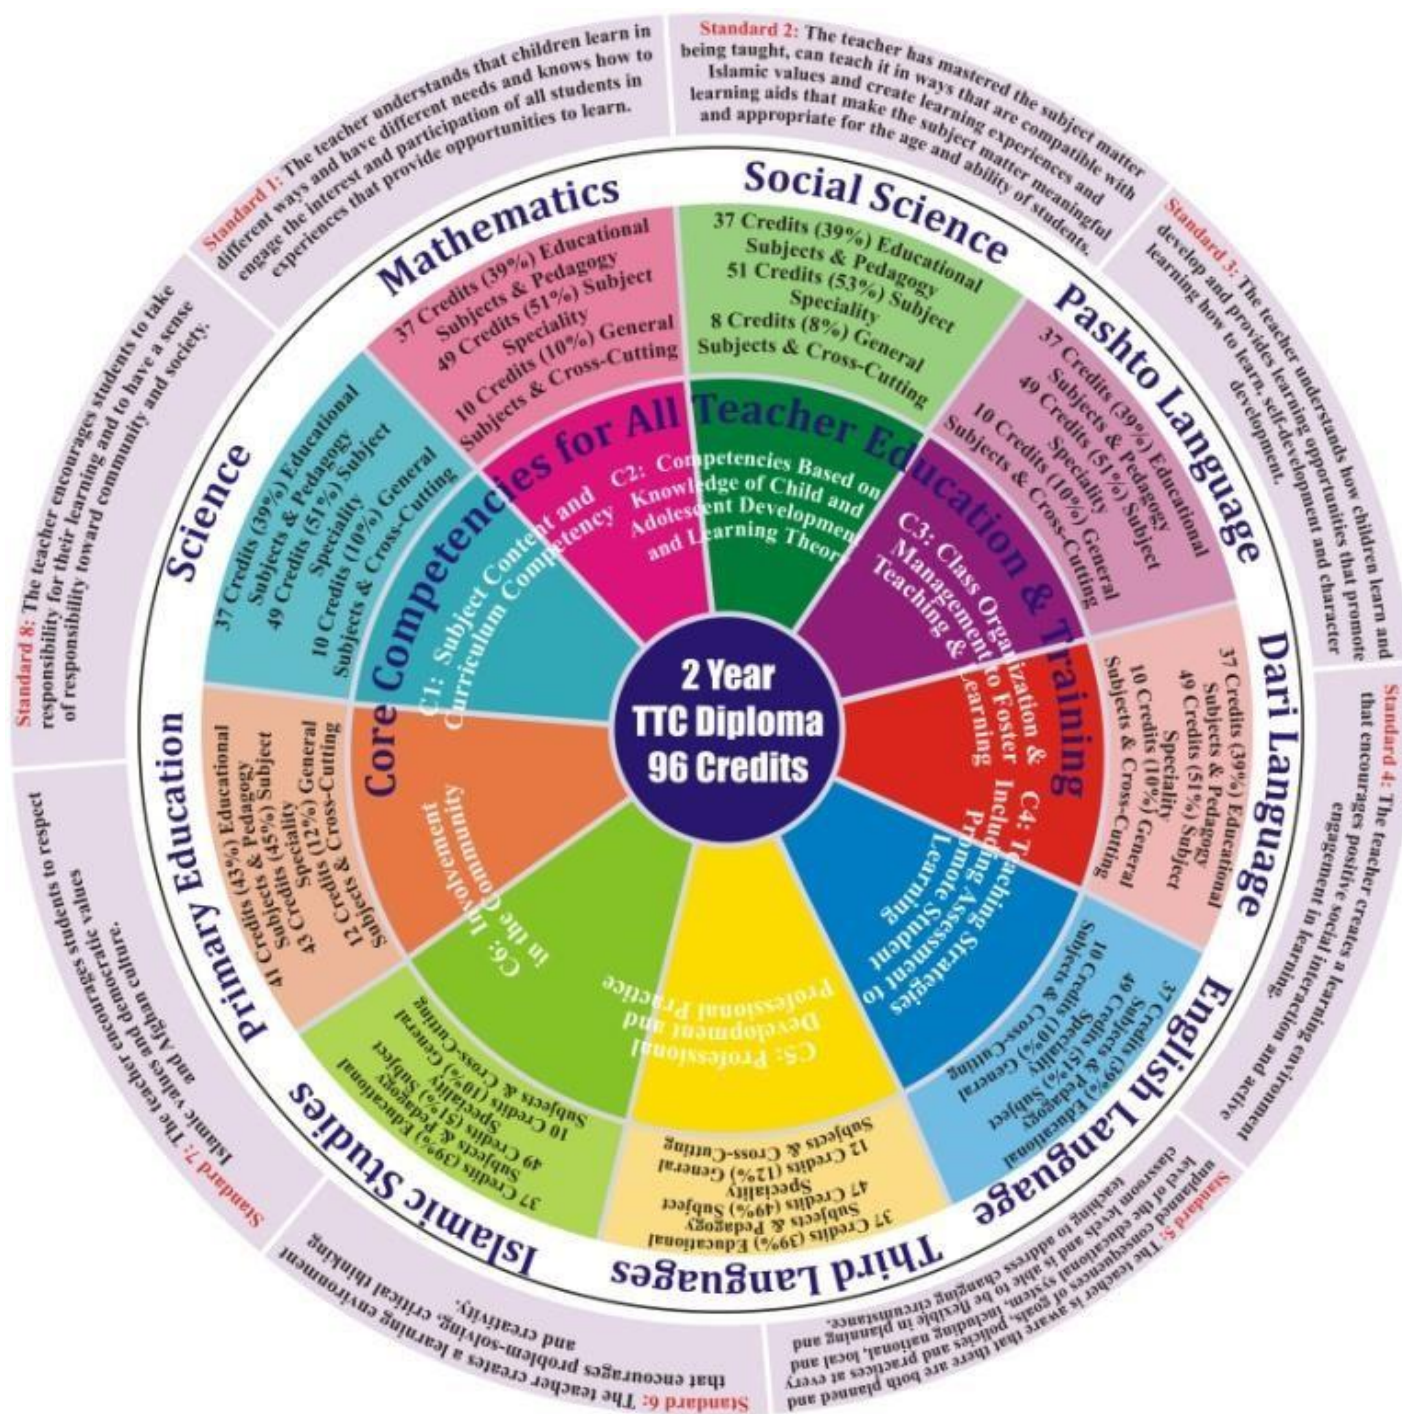 Standard 1: The teacher understands that children learn in
different ways and have different needs and knows how to
engage the interest and participation of all students in
experiences that provide opportunities to learn.
Standard 2: The teacher has mastered the subject matter
being taught, can teach it in ways that are compatible with
Islamic values and create learning experiences and
learning aids that make the subject matter meaningful
and appropriate for the age and ability of students.
Standard 3: The teacher understands how children learn and
develop and provides learning opportunities that promote
learning how to learn, self-development and character
development.
Standard 4: The teacher creates a learning environment
that encourages positive social interaction and active
engagement in learning.
Standard 5: The teacher is aware that there are both planned and
unplanned consequences of goals, policies and practices at every
level of the educational system, including national, local and
classroom levels and is able to be flexible in planning and
teaching to address changing circumstance.
Standard 6: The teacher creates a learning environment
that encourages problem-solving, critical thinking
and creativity.
Standard 7: The teacher encourages students to respect
Islamic values and democratic values
and Afghan culture.
Standard 8: The teacher encourages students to take
responsibility for their learning and to have a sense
of responsibility toward community and society.
Mathematics
37 Credits (39%) Educational
Subjects & Pedagogy
49 Credits (51%) Subject
Speciality
10 Credits (10%) General
Subjects & Cross-Cutting
Social Science
37 Credits (39%) Educational
Subjects & Pedagogy
51 Credits (53%) Subject
Speciality
8 Credits (8%) General
Subjects & Cross-Cutting
Pashto Language
37 Credits (39%) Educational
Subjects & Pedagogy
49 Credits (51%) Subject
Speciality
10 Credits (10%) General
Subjects & Cross-Cutting
Dari Language
37 Credits (39%) Educational
Subjects & Pedagogy
49 Credits (51%) Subject
Speciality
10 Credits (10%) General
Subjects & Cross-Cutting
English Language
37 Credits (39%) Educational
Subjects & Pedagogy
49 Credits (51%) Subject
Speciality
10 Credits (10%) General
Subjects & Cross-Cutting
Third Languages
37 Credits (39%) Educational
Subjects & Pedagogy
47 Credits (49%) Subject
Speciality
12 Credits (12%) General
Subjects & Cross-Cutting
Islamic Studies
37 Credits (39%) Educational
Subjects & Pedagogy
49 Credits (51%) Subject
Speciality
10 Credits (10%) General
Subjects & Cross-Cutting
Primary Education
41 Credits (43%) Educational
Subjects & Pedagogy
43 Credits (45%) Subject
Speciality
12 Credits (12%) General
Subjects & Cross-Cutting
Science
37 Credits (39%) Educational
Subjects & Pedagogy
49 Credits (51%) Subject
Speciality
10 Credits (10%) General
Subjects & Cross-Cutting
Core Competencies for All Teacher Education & Training
C1: Subject Content and
Curriculum Competency
C2: Competencies Based on
Knowledge of Child and
Adolescent Development
and Learning Theory
C3: Class Organization &
Management to Foster
Teaching & Learning
C4: Teaching Strategies
Including Assessment to
Promote Student
Learning
C5: Professional
Development and
Professional Practice
C6: Involvement
in the Community
2 Year
TTC Diploma
96 Credits